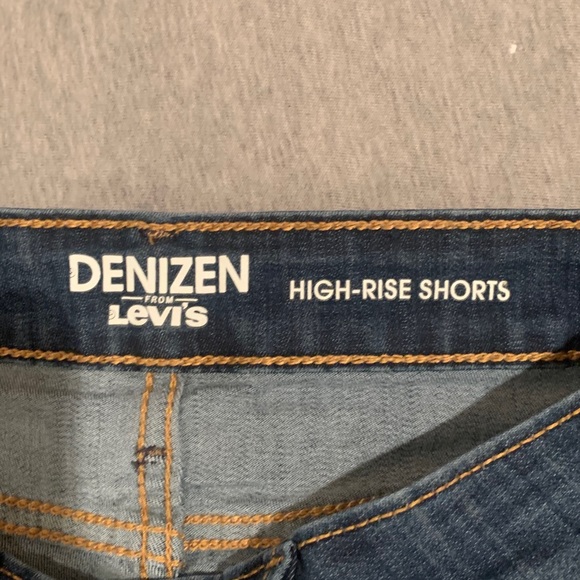 DENIZEN
FROM
Levi's
HIGH-RISE SHORTS